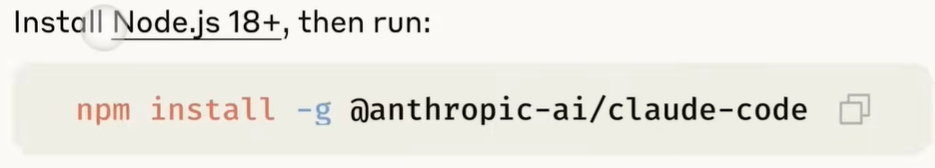 Install Node.js 18+, then run:
npm install -g @anthropic-ai/claude-code